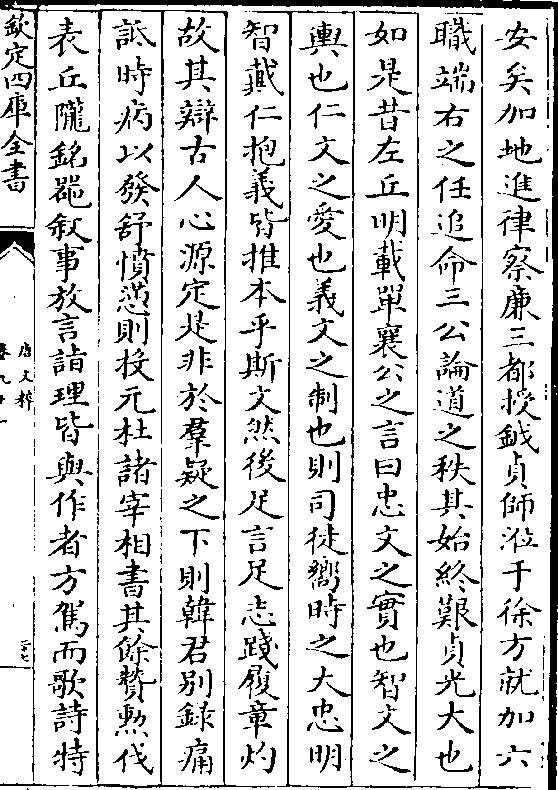 安矣加地進律察廉三都授鉞貞師涖于徐方就加六
職端右之任追命三公論道之秩其始終艱貞光大也
如是昔左丘明載單襄公之言曰忠文之實也智文之
輿也仁文之愛也義文之制也則司徒嚮時之大忠明
智藏仁抱義皆推本乎斯文然後足言足志踐履章灼
故其辯古人心源定是非於羣疑之下則韓君别録痛
詆時病以發舒憤懣則投元杜諸宰相書其餘贊勲伐
表丘隴銘器叙事放言詣理皆與作者方駕而歌詩特
欽定四庫全書
唐文粹
卷九十一